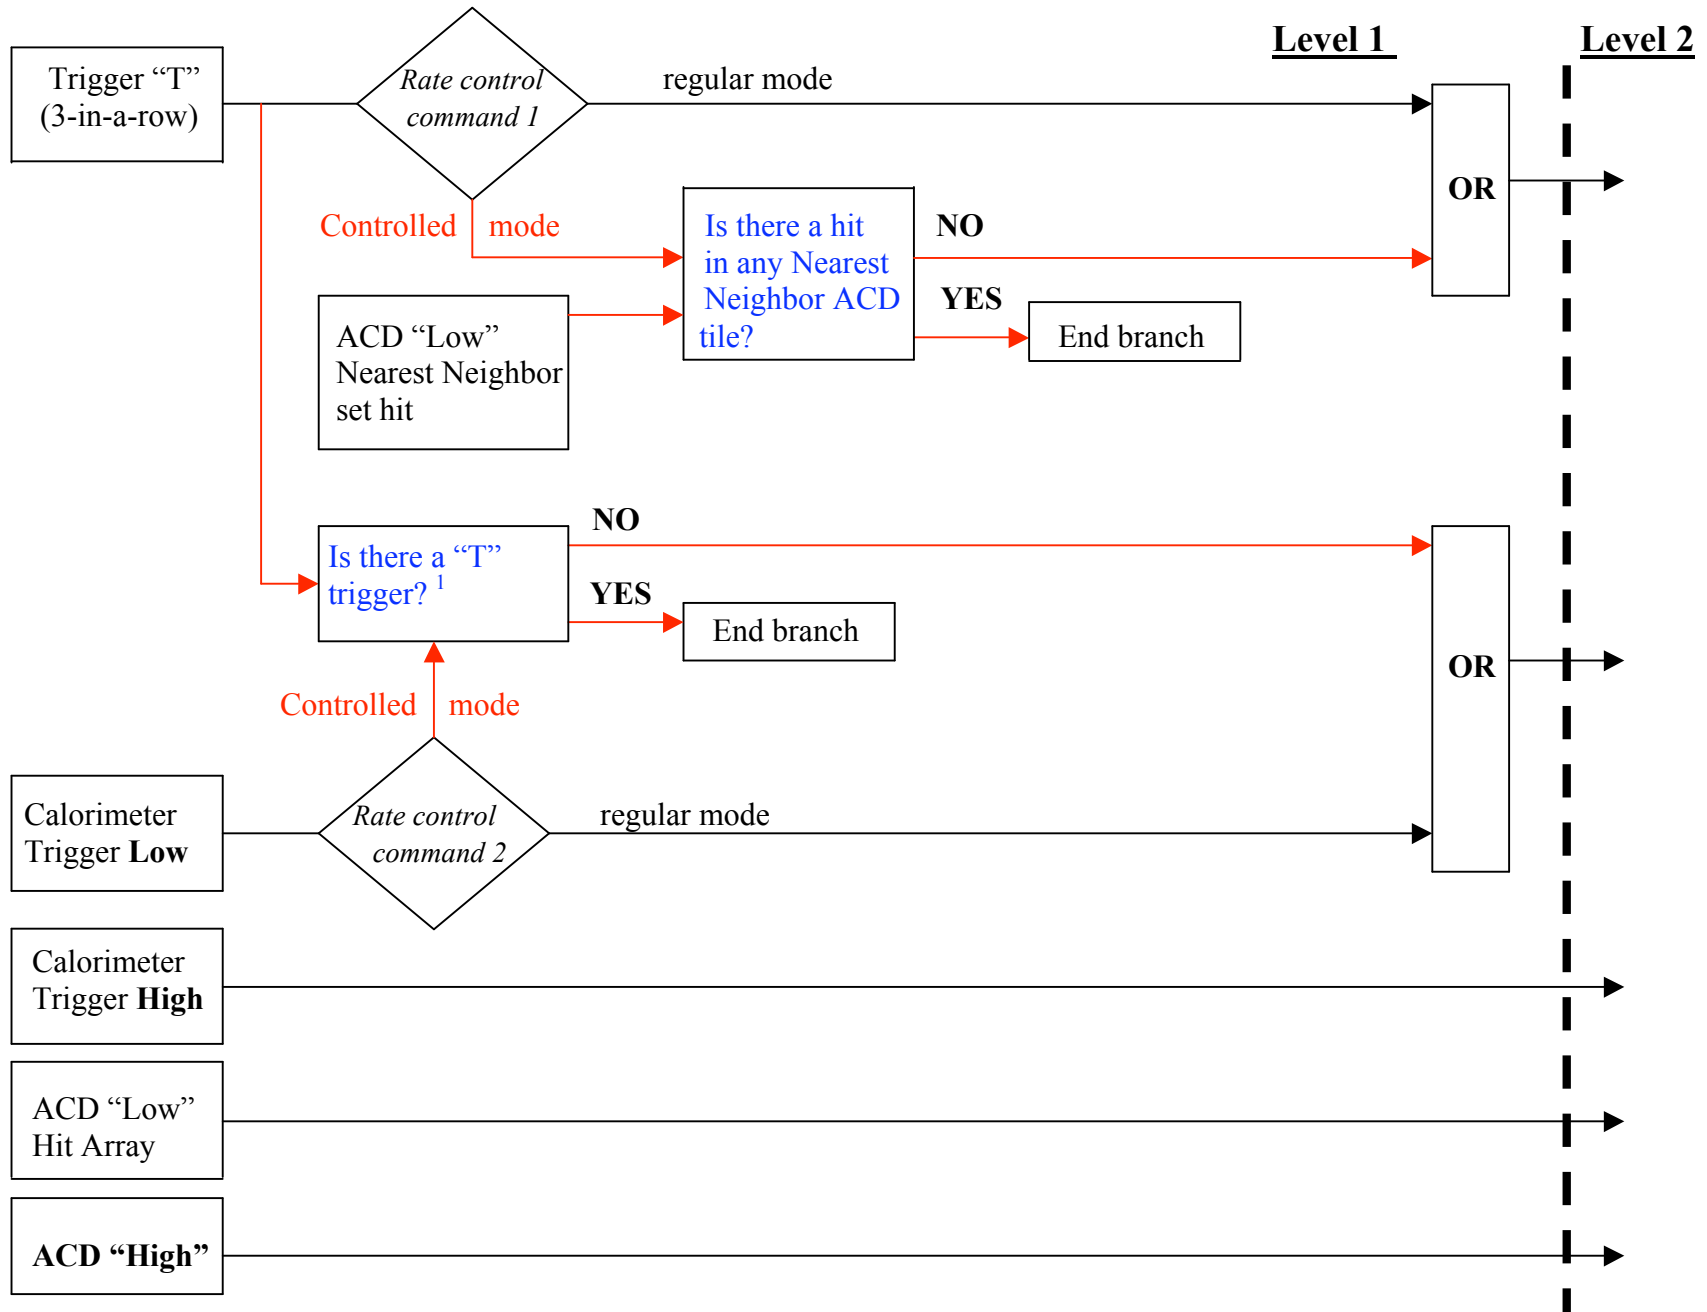 Level 1
Level 2
Trigger “T”
(3-in-a-row)
Rate control
command 1
regular mode
OR
Controlled mode
Is there a hit
in any Nearest
Neighbor ACD
tile?
NO
YES
End branch
ACD “Low”
Nearest Neighbor
set hit
Is there a “T”
trigger? 1
NO
YES
End branch
OR
Controlled mode
Calorimeter
Trigger Low
Rate control
command 2
regular mode
Calorimeter
Trigger High
ACD “Low”
Hit Array
ACD “High”